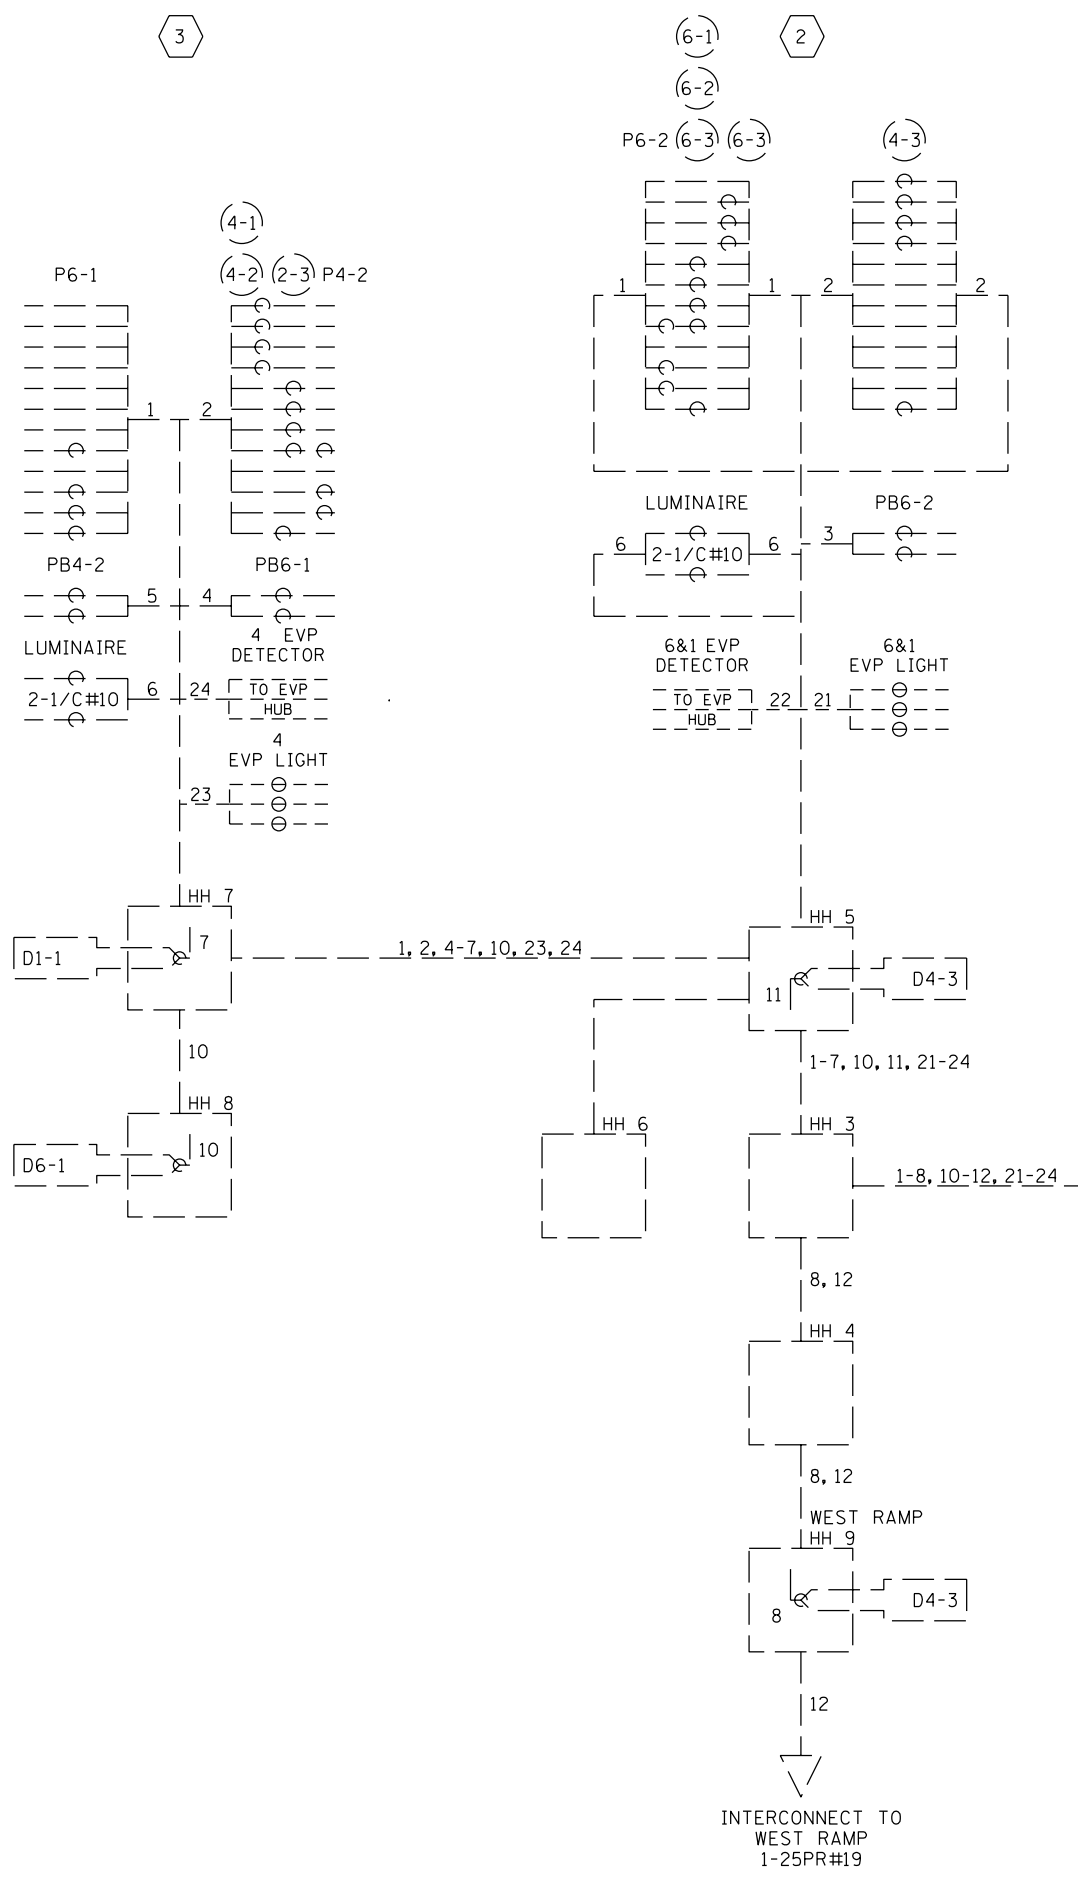 3
6-1
2
6-2
P6-2 6-3 6-3
4-3
4-1
P6-1
4-2 2-3 P4-2
1 1 2 2
1 2
LUMINAIRE
PB6-2
6 2-1/C#10 6
3
PB4-2
PB6-1
5 4
LUMINAIRE
2-1/C#10
6 24
4 EVP
DETECTOR
TO EVP
HUB
6&1 EVP
DETECTOR
6&1
EVP LIGHT
TO EVP
HUB
22 21
4
EVP LIGHT
23
HH 7
D1-1
7
1, 2, 4-7, 10, 23, 24
HH 5
11
D4-3
10
1-7, 10, 11, 21-24
HH 8
D6-1
10
HH 6
HH 3
1-8, 10-12, 21-24
8, 12
HH 4
8, 12
WEST RAMP
HH 9
8
D4-3
12
INTERCONNECT TO
WEST RAMP
1-25PR#19